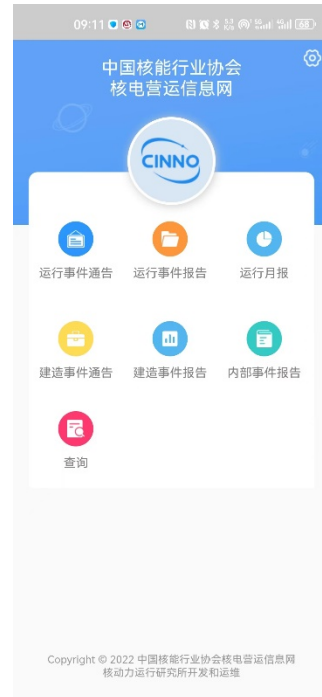 09:11
68
中国核能行业协会
核电营运信息网
CINNO
运行事件通告 运行事件报告 运行月报
建造事件通告 建造事件报告 内部事件报告
查询
Copyright © 2022 中国核能行业协会核电营运信息网
核动力运行研究所开发和运维